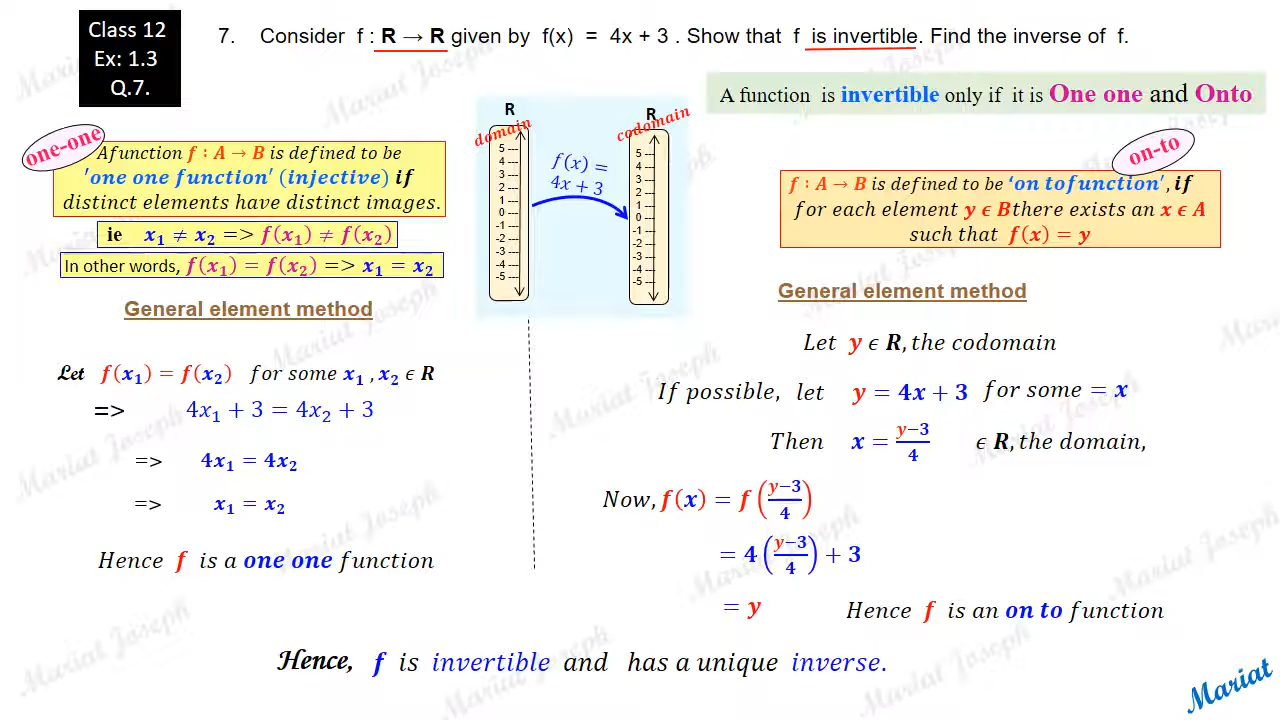 Class 12
Ex: 1.3
Q.7.
7. Consider f : R → R given by f(x) = 4x + 3 . Show that f is invertible. Find the inverse of f.
A function is invertible only if it is One one and Onto
one-one
Afunction f : A → B is defined to be
'one one function' (injective) if
distinct elements have distinct images.
ie x₁ ≠ x₂ => f(x₁) ≠ f(x₂)
In other words, f(x₁) = f(x₂) => x₁ = x₂
General element method
Let f(x₁) = f(x₂) for some x₁ , x₂ ϵ R
=> 4x₁ + 3 = 4x₂ + 3
=> 4x₁ = 4x₂
=> x₁ = x₂
Hence f is a one one function
R
domain
5
4
3
2
1
0
-1
-2
-3
-4
-5
f(x) =
4x + 3
R
codomain
5
4
3
2
1
0
-1
-2
-3
-4
-5
on-to
f : A → B is defined to be 'on tofunction', if
for each element y ϵ B there exists an x ϵ A
such that f(x) = y
General element method
Let y ϵ R, the codomain
If possible, let y = 4x + 3 for some = x
Then x = (y−3)/4 ϵ R, the domain,
Now, f(x) = f((y−3)/4)
= 4((y−3)/4) + 3
= y Hence f is an on to function
Hence, f is invertible and has a unique inverse.
Mariat
Mariat Joseph